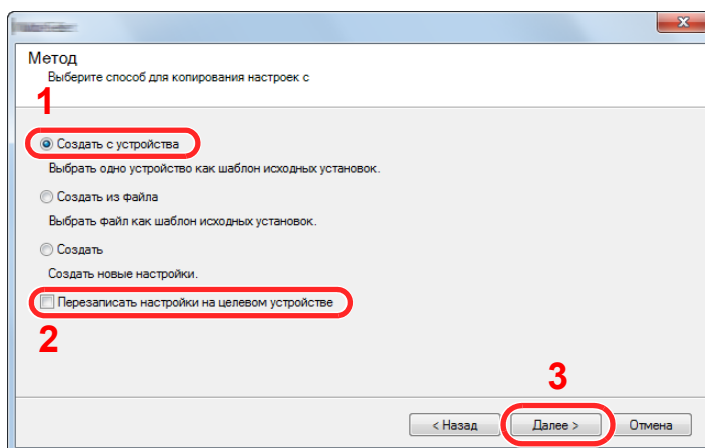 Метод
Выберите способ для копирования настроек с
1
Создать с устройства
Выбрать одно устройство как шаблон исходных установок.
Создать из файла
Выбрать файл как шаблон исходных установок.
Создать
Создать новые настройки.
Перезаписать настройки на целевом устройстве
2
3
< Назад
Далее >
Отмена